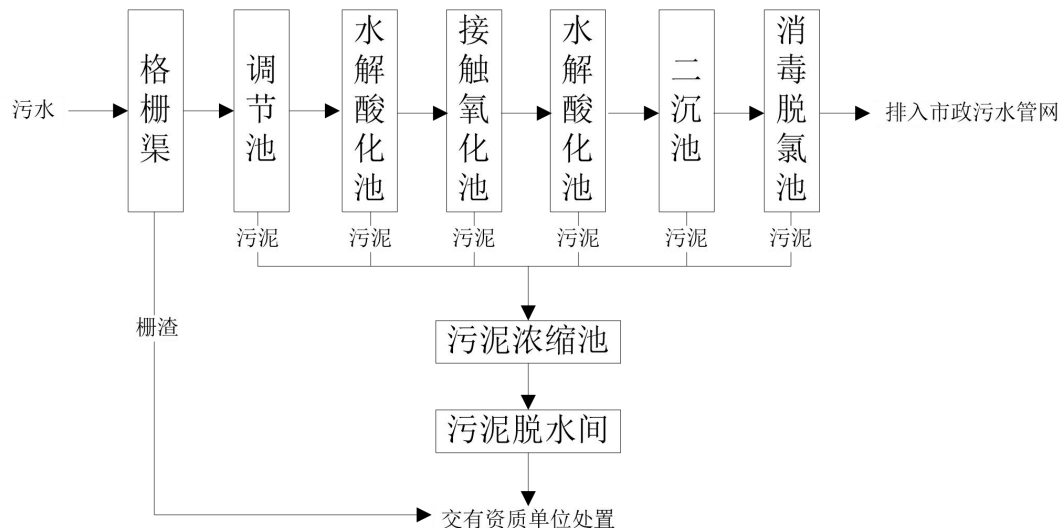 污水
格栅渠
调节池
水解酸化池
接触氧化池
水解酸化池
二沉池
消毒脱氯池
排入市政污水管网
污泥
污泥
污泥
污泥
污泥
污泥
栅渣
污泥浓缩池
污泥脱水间
交有资质单位处置